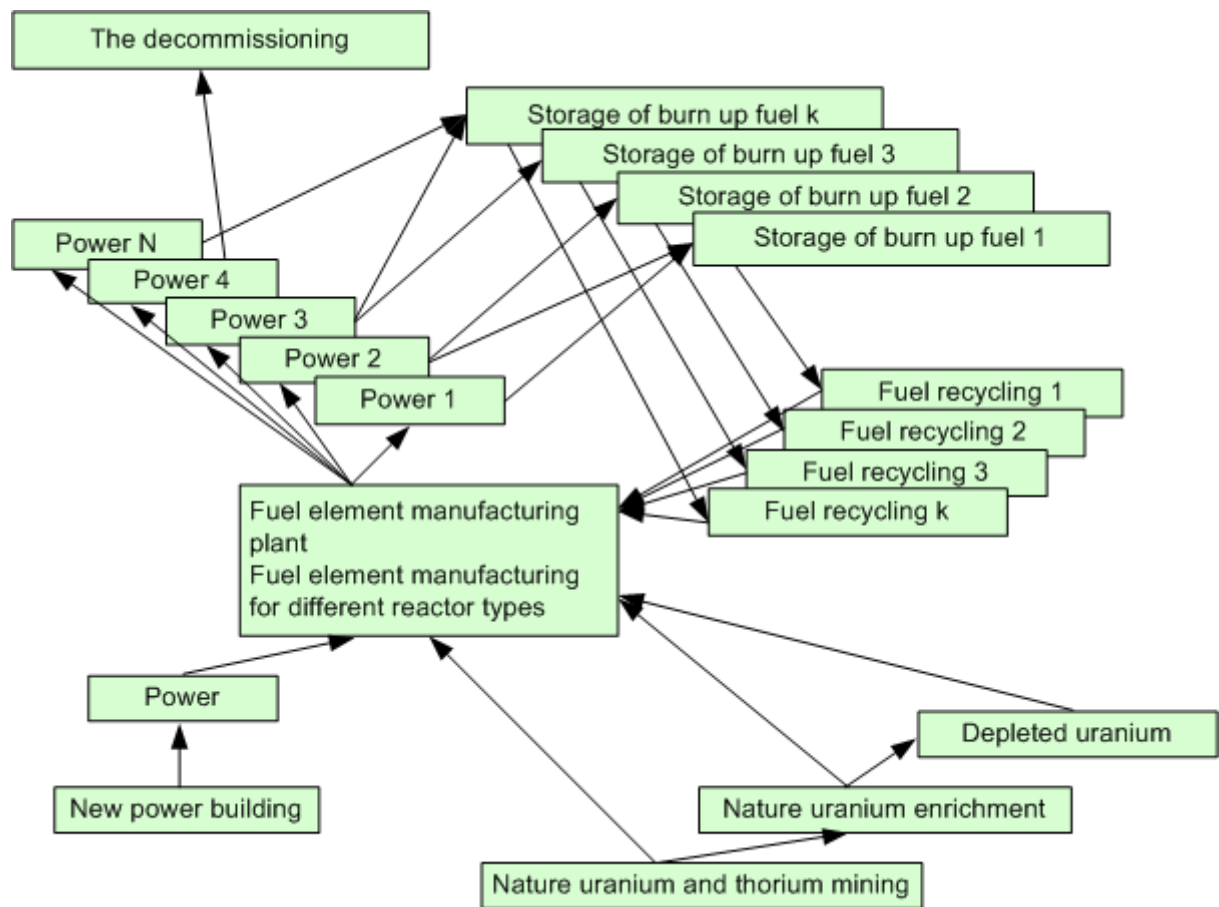 The decommissioning
Storage of burn up fuel k
Storage of burn up fuel 3
Storage of burn up fuel 2
Storage of burn up fuel 1
Power N
Power 4
Power 3
Power 2
Power 1
Fuel recycling 1
Fuel recycling 2
Fuel recycling 3
Fuel recycling k
Fuel element manufacturing
plant
Fuel element manufacturing
for different reactor types
Power
Depleted uranium
New power building
Nature uranium enrichment
Nature uranium and thorium mining